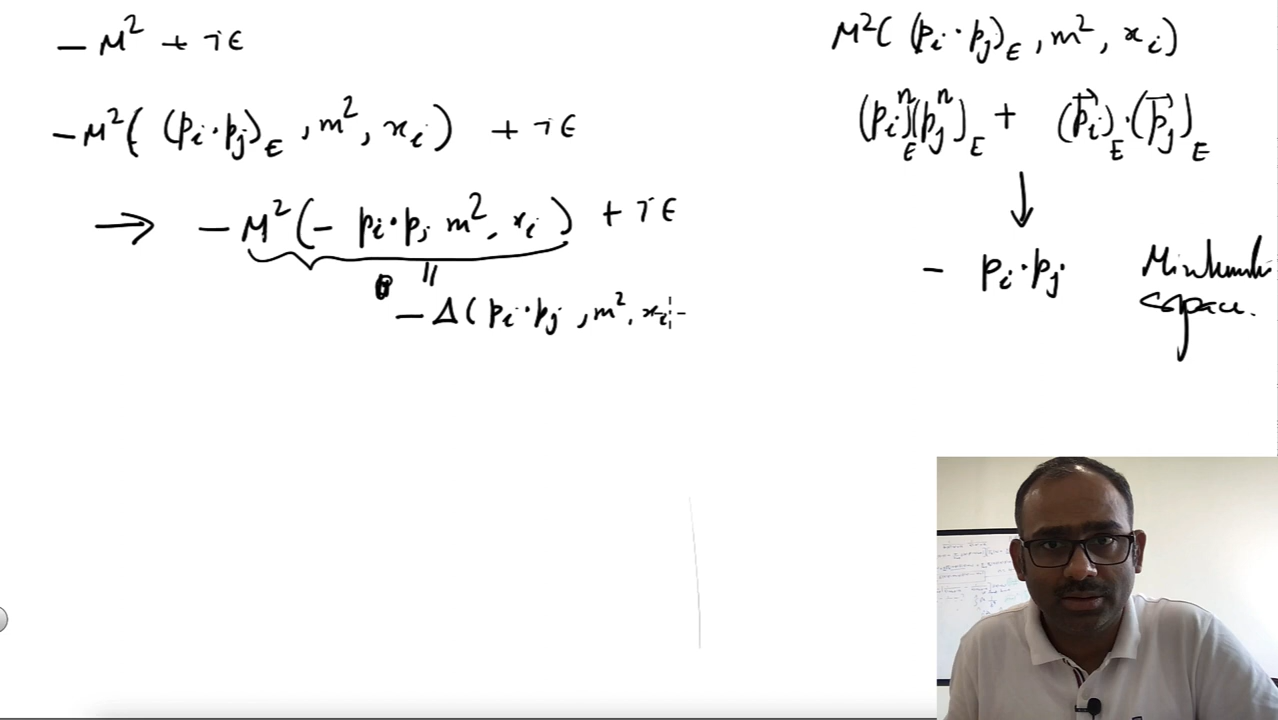 − M² + iε
− M²( (pᵢ · pⱼ)_E , m², xᵢ ) + iε
→ − M²( − pᵢ · pⱼ m², xᵢ ) + iε
||
− Δ( pᵢ · pⱼ , m², xᵢ
M²( (pᵢ · pⱼ)_E , m², xᵢ )
(pᵢⁿ)_E (pⱼⁿ)_E + (p⃗ᵢ)_E · (p⃗ⱼ)_E
↓
− pᵢ · pⱼ Minkowski
space.